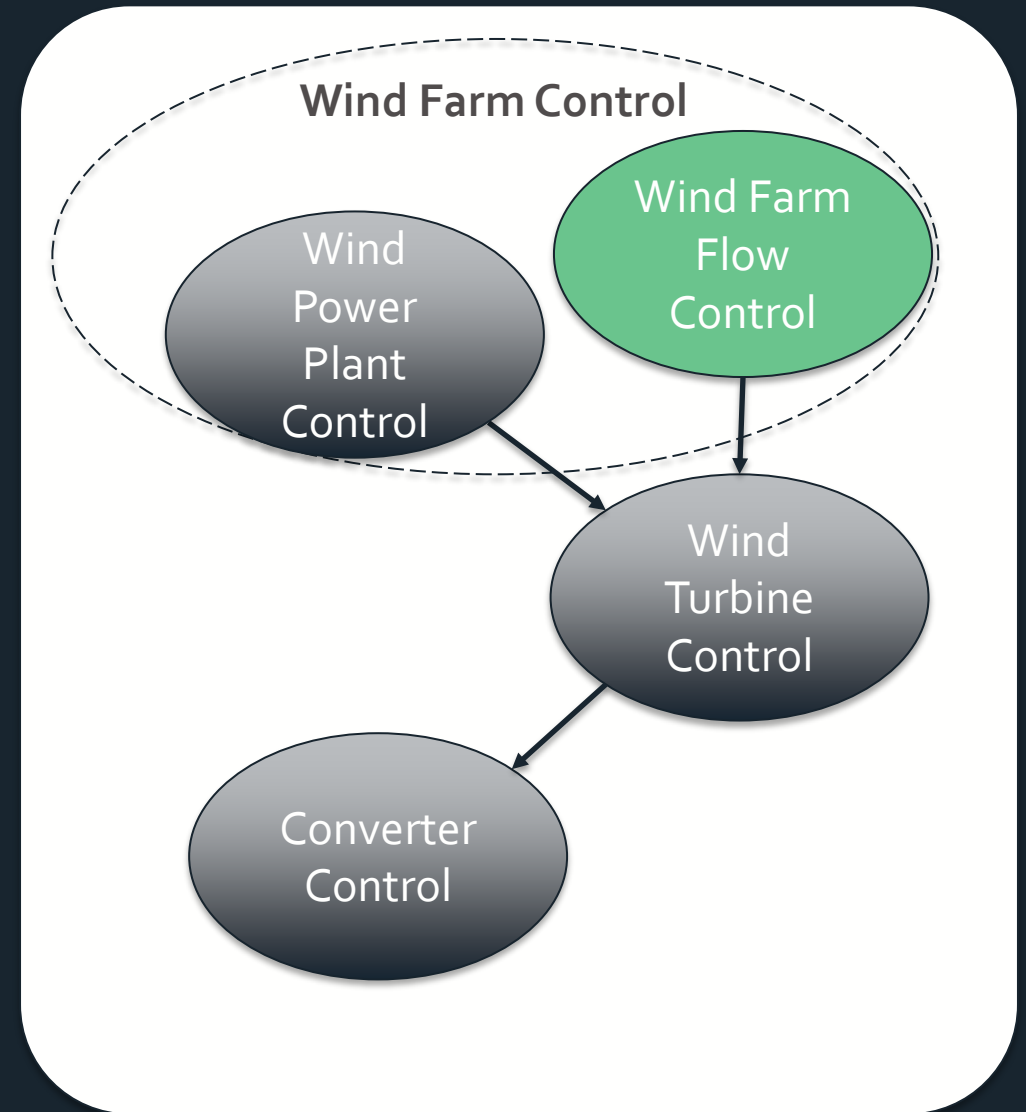 Wind Farm Control
Wind Farm
Flow
Control
Wind
Power
Plant
Control
Wind
Turbine
Control
Converter
Control